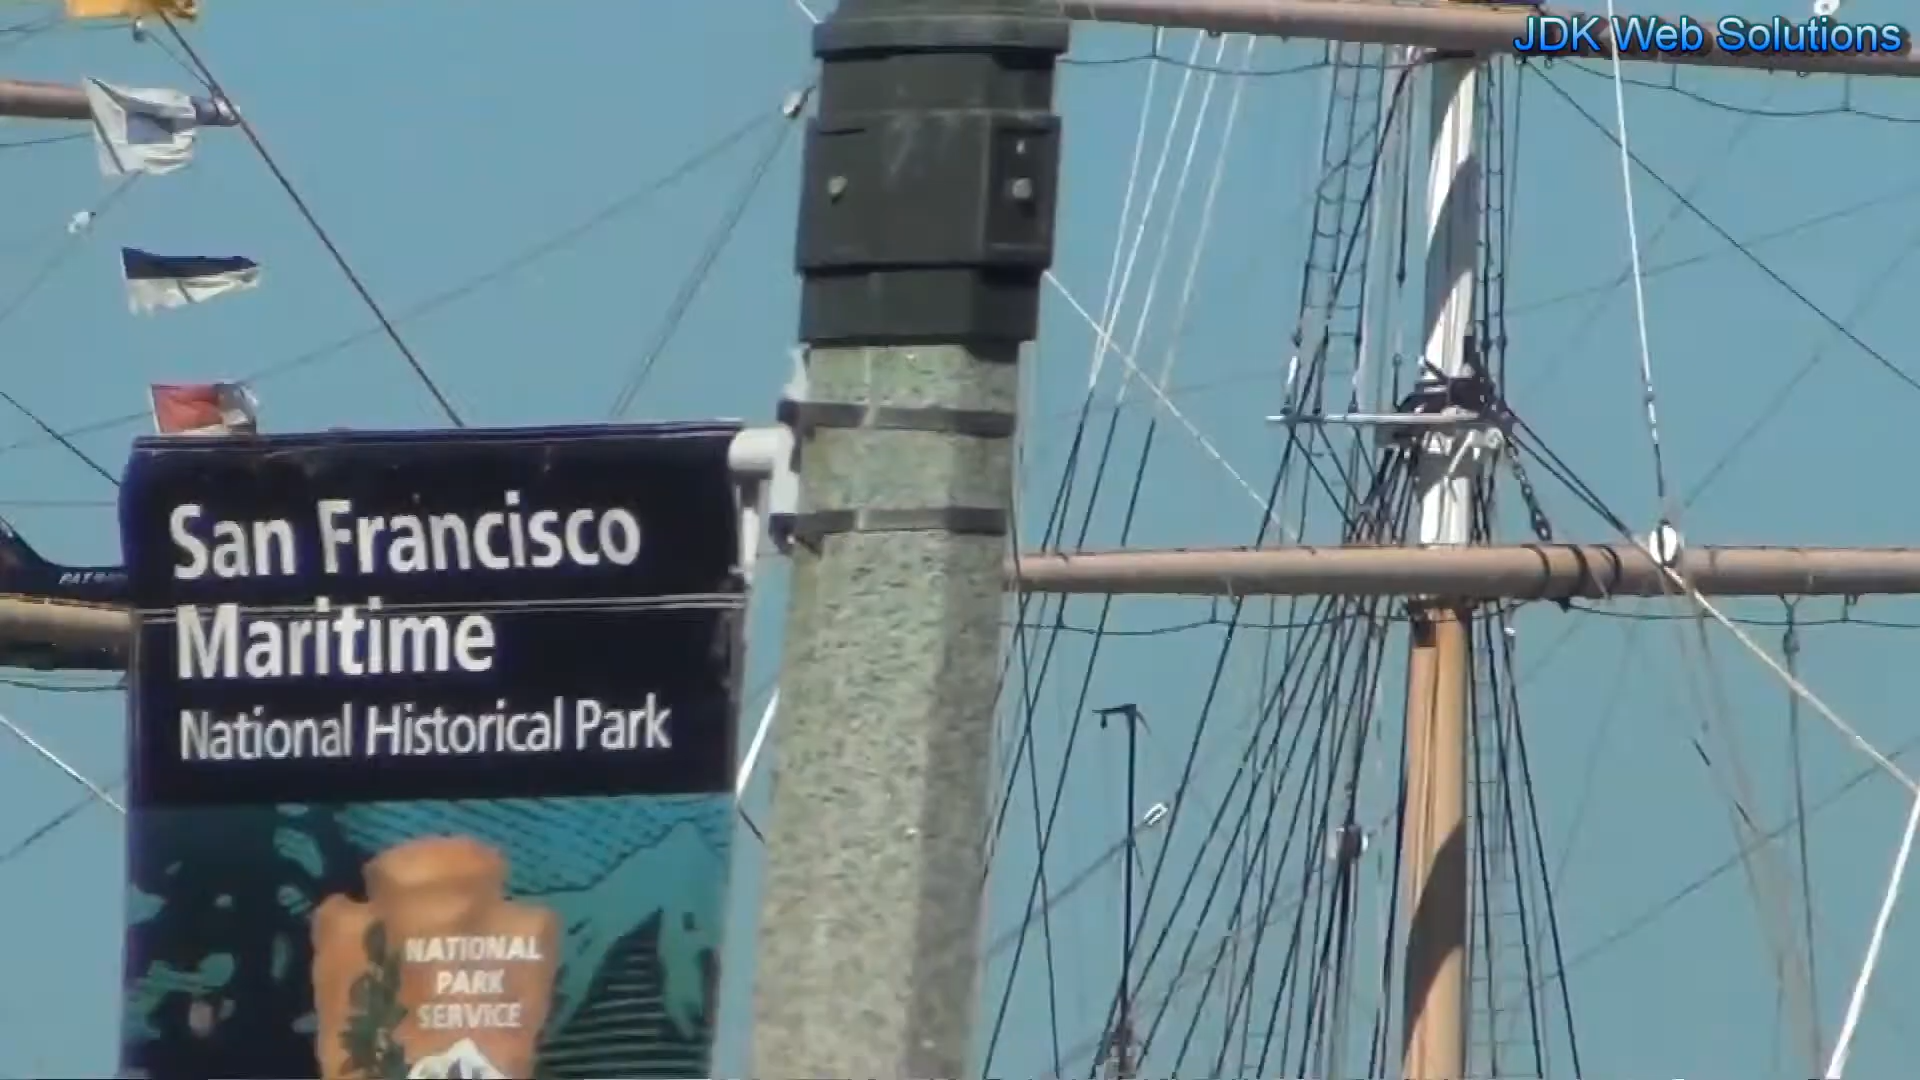 JDK Web Solutions
San Francisco
Maritime
National Historical Park
NATIONAL
PARK
SERVICE